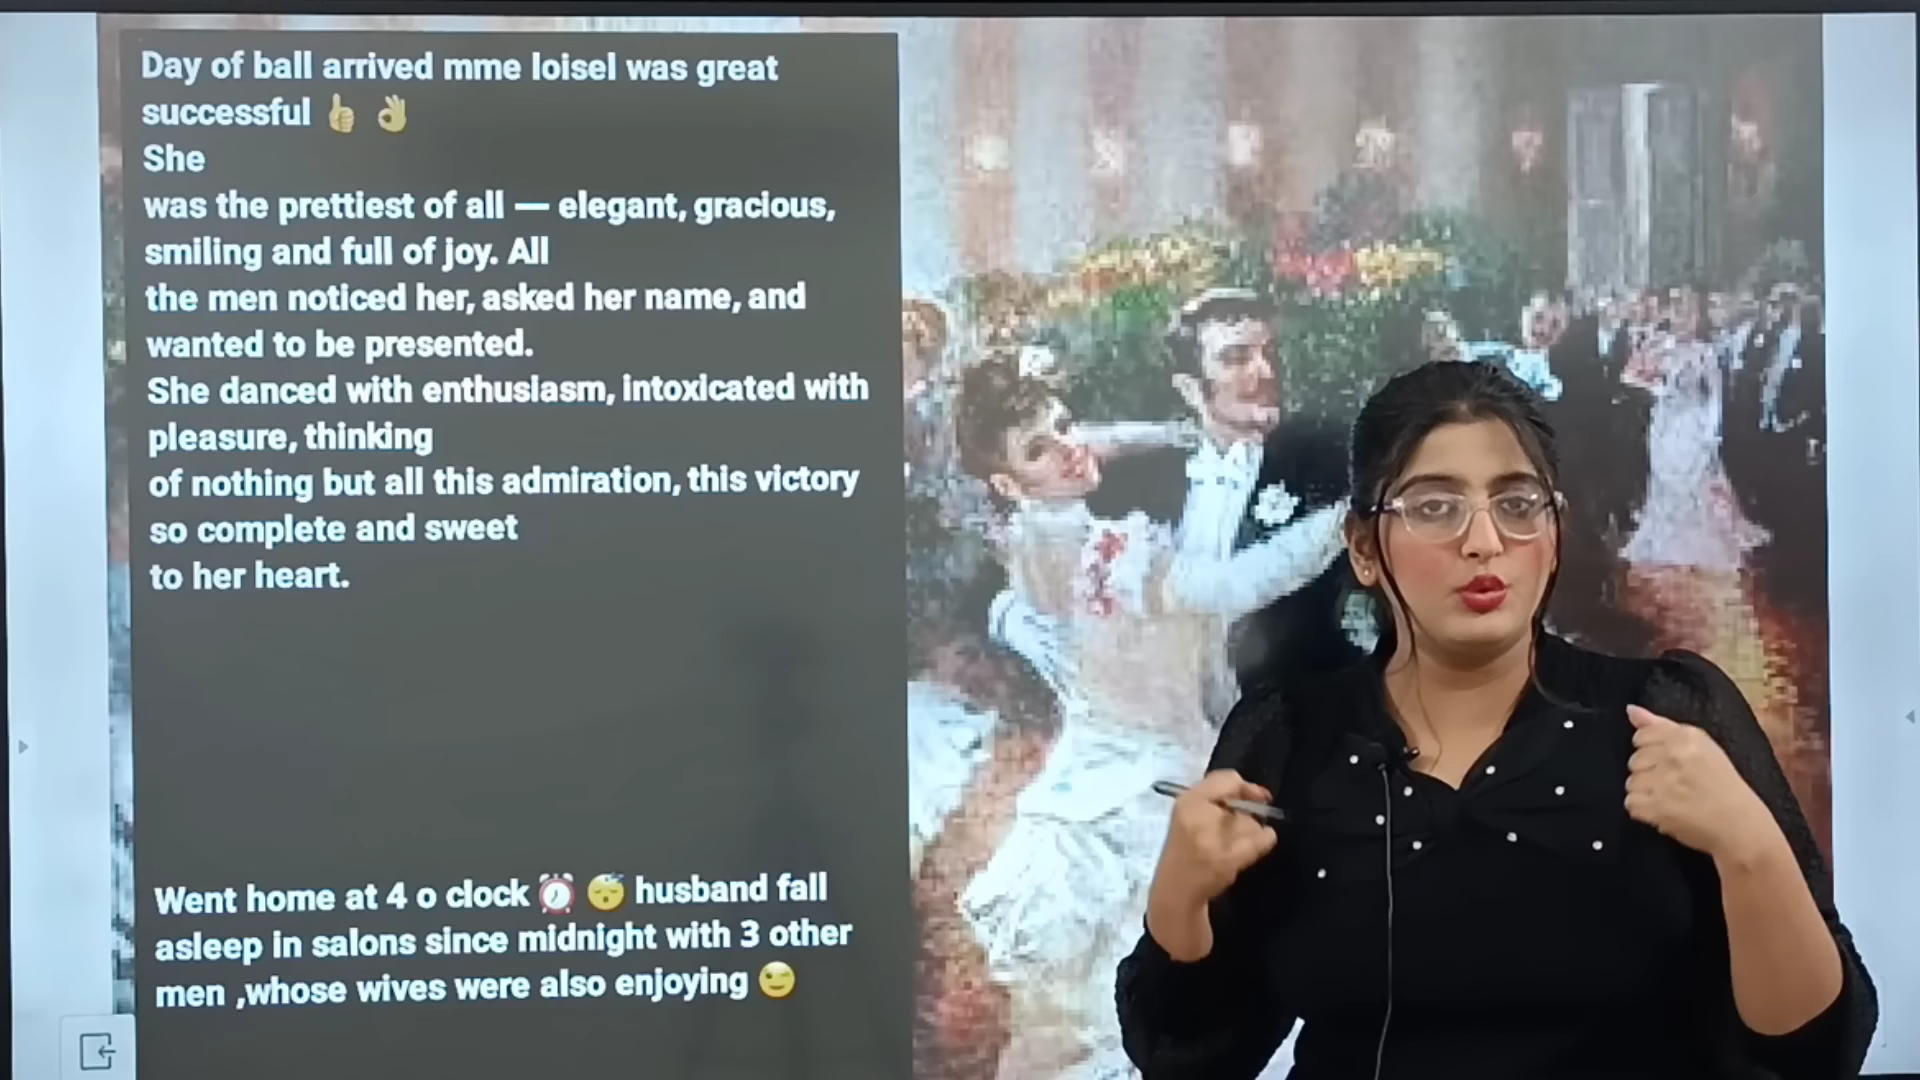 Day of ball arrived mme loisel was great
successful 👍 👌
She
was the prettiest of all — elegant, gracious,
smiling and full of joy. All
the men noticed her, asked her name, and
wanted to be presented.
She danced with enthusiasm, intoxicated with
pleasure, thinking
of nothing but all this admiration, this victory
so complete and sweet
to her heart.
Went home at 4 o clock ⏰ 😴 husband fall
asleep in salons since midnight with 3 other
men ,whose wives were also enjoying 😉